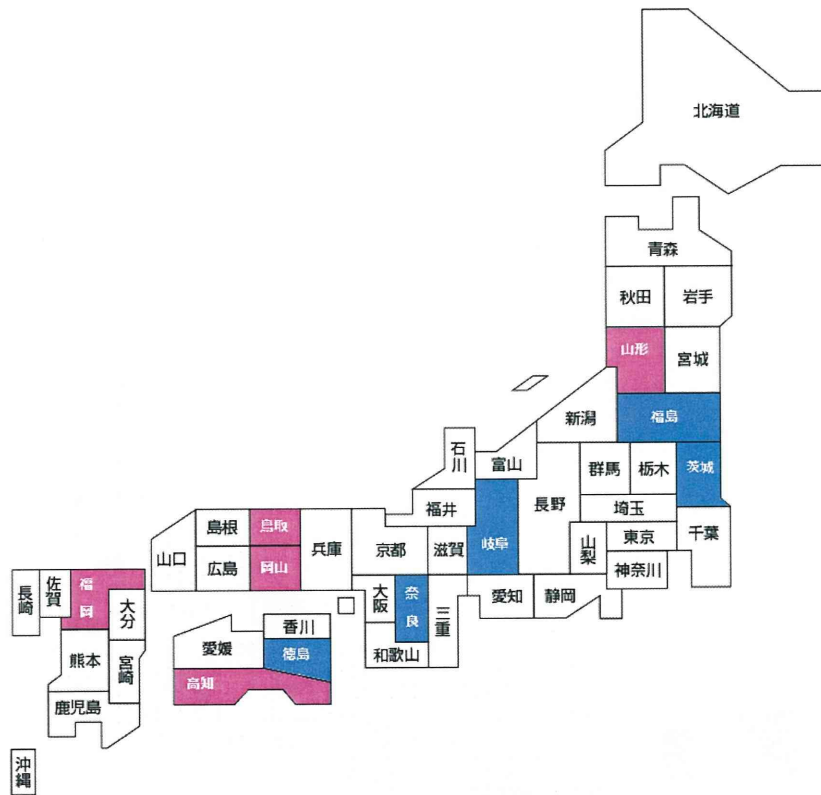 北海道
青森
秋田
岩手
山形
宮城
新潟
福島
石川
富山
群馬
栃木
茨城
福井
岐阜
長野
埼玉
島根
鳥取
兵庫
京都
滋賀
山梨
東京
千葉
山口
広島
岡山
神奈川
長崎
佐賀
福岡
大分
大阪
奈良
三重
愛知
静岡
香川
愛媛
徳島
和歌山
熊本
宮崎
高知
鹿児島
沖縄